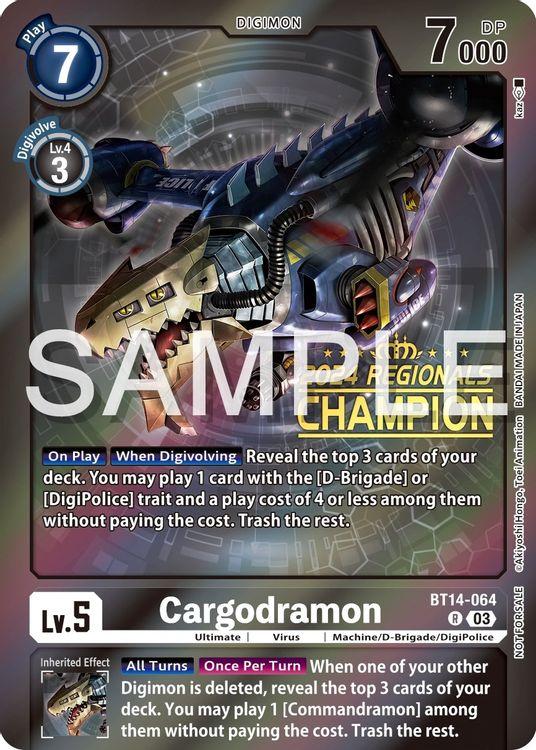 DIGIMON
Play
7
DP
7000
Digivolve
Lv.4
3
kaz
POLICE
POLICE
SAMPLE
2024 REGIONALS
CHAMPION
On Play When Digivolving Reveal the top 3 cards of your
deck. You may play 1 card with the [D-Brigade] or
[DigiPolice] trait and a play cost of 4 or less among them
without paying the cost. Trash the rest.
©Akiyoshi Hongo, Toei Animation BANDAI MADE IN JAPAN
NOT FOR SALE
Lv.5
Cargodramon
BT14-064
R 03
Ultimate | Virus | Machine/D-Brigade/DigiPolice
Inherited Effect
All Turns Once Per Turn When one of your other
Digimon is deleted, reveal the top 3 cards of your
deck. You may play 1 [Commandramon] among
them without paying the cost. Trash the rest.